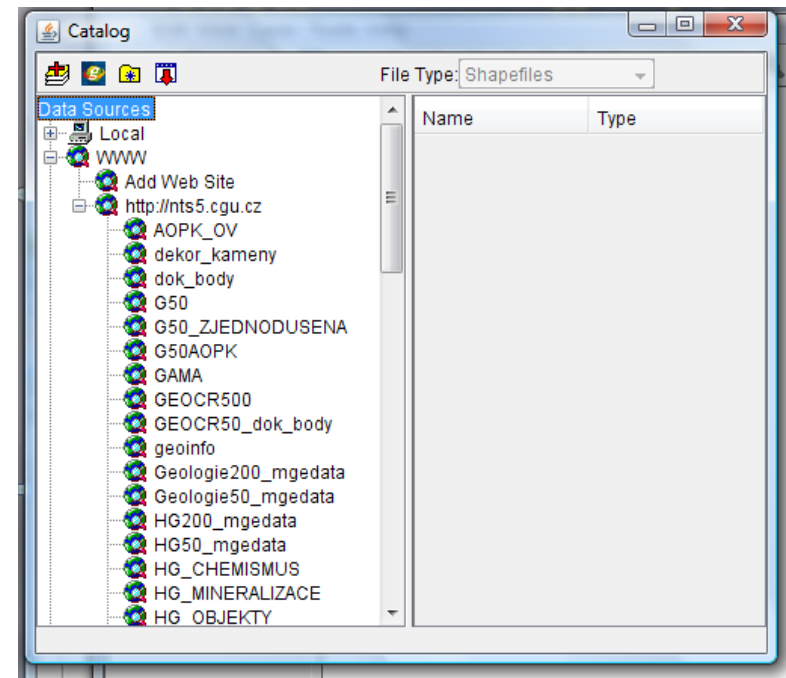 Catalog
File Type: Shapefiles
Data Sources
Local
WWW
Add Web Site
http://nts5.cgu.cz
AOPK_OV
dekor_kameny
dok_body
G50
G50_ZJEDNODUSENA
G50AOPK
GAMA
GEOCR500
GEOCR50_dok_body
geoinfo
Geologie200_mgedata
Geologie50_mgedata
HG200_mgedata
HG50_mgedata
HG_CHEMISMUS
HG_MINERALIZACE
HG_OBJEKTY
Name Type